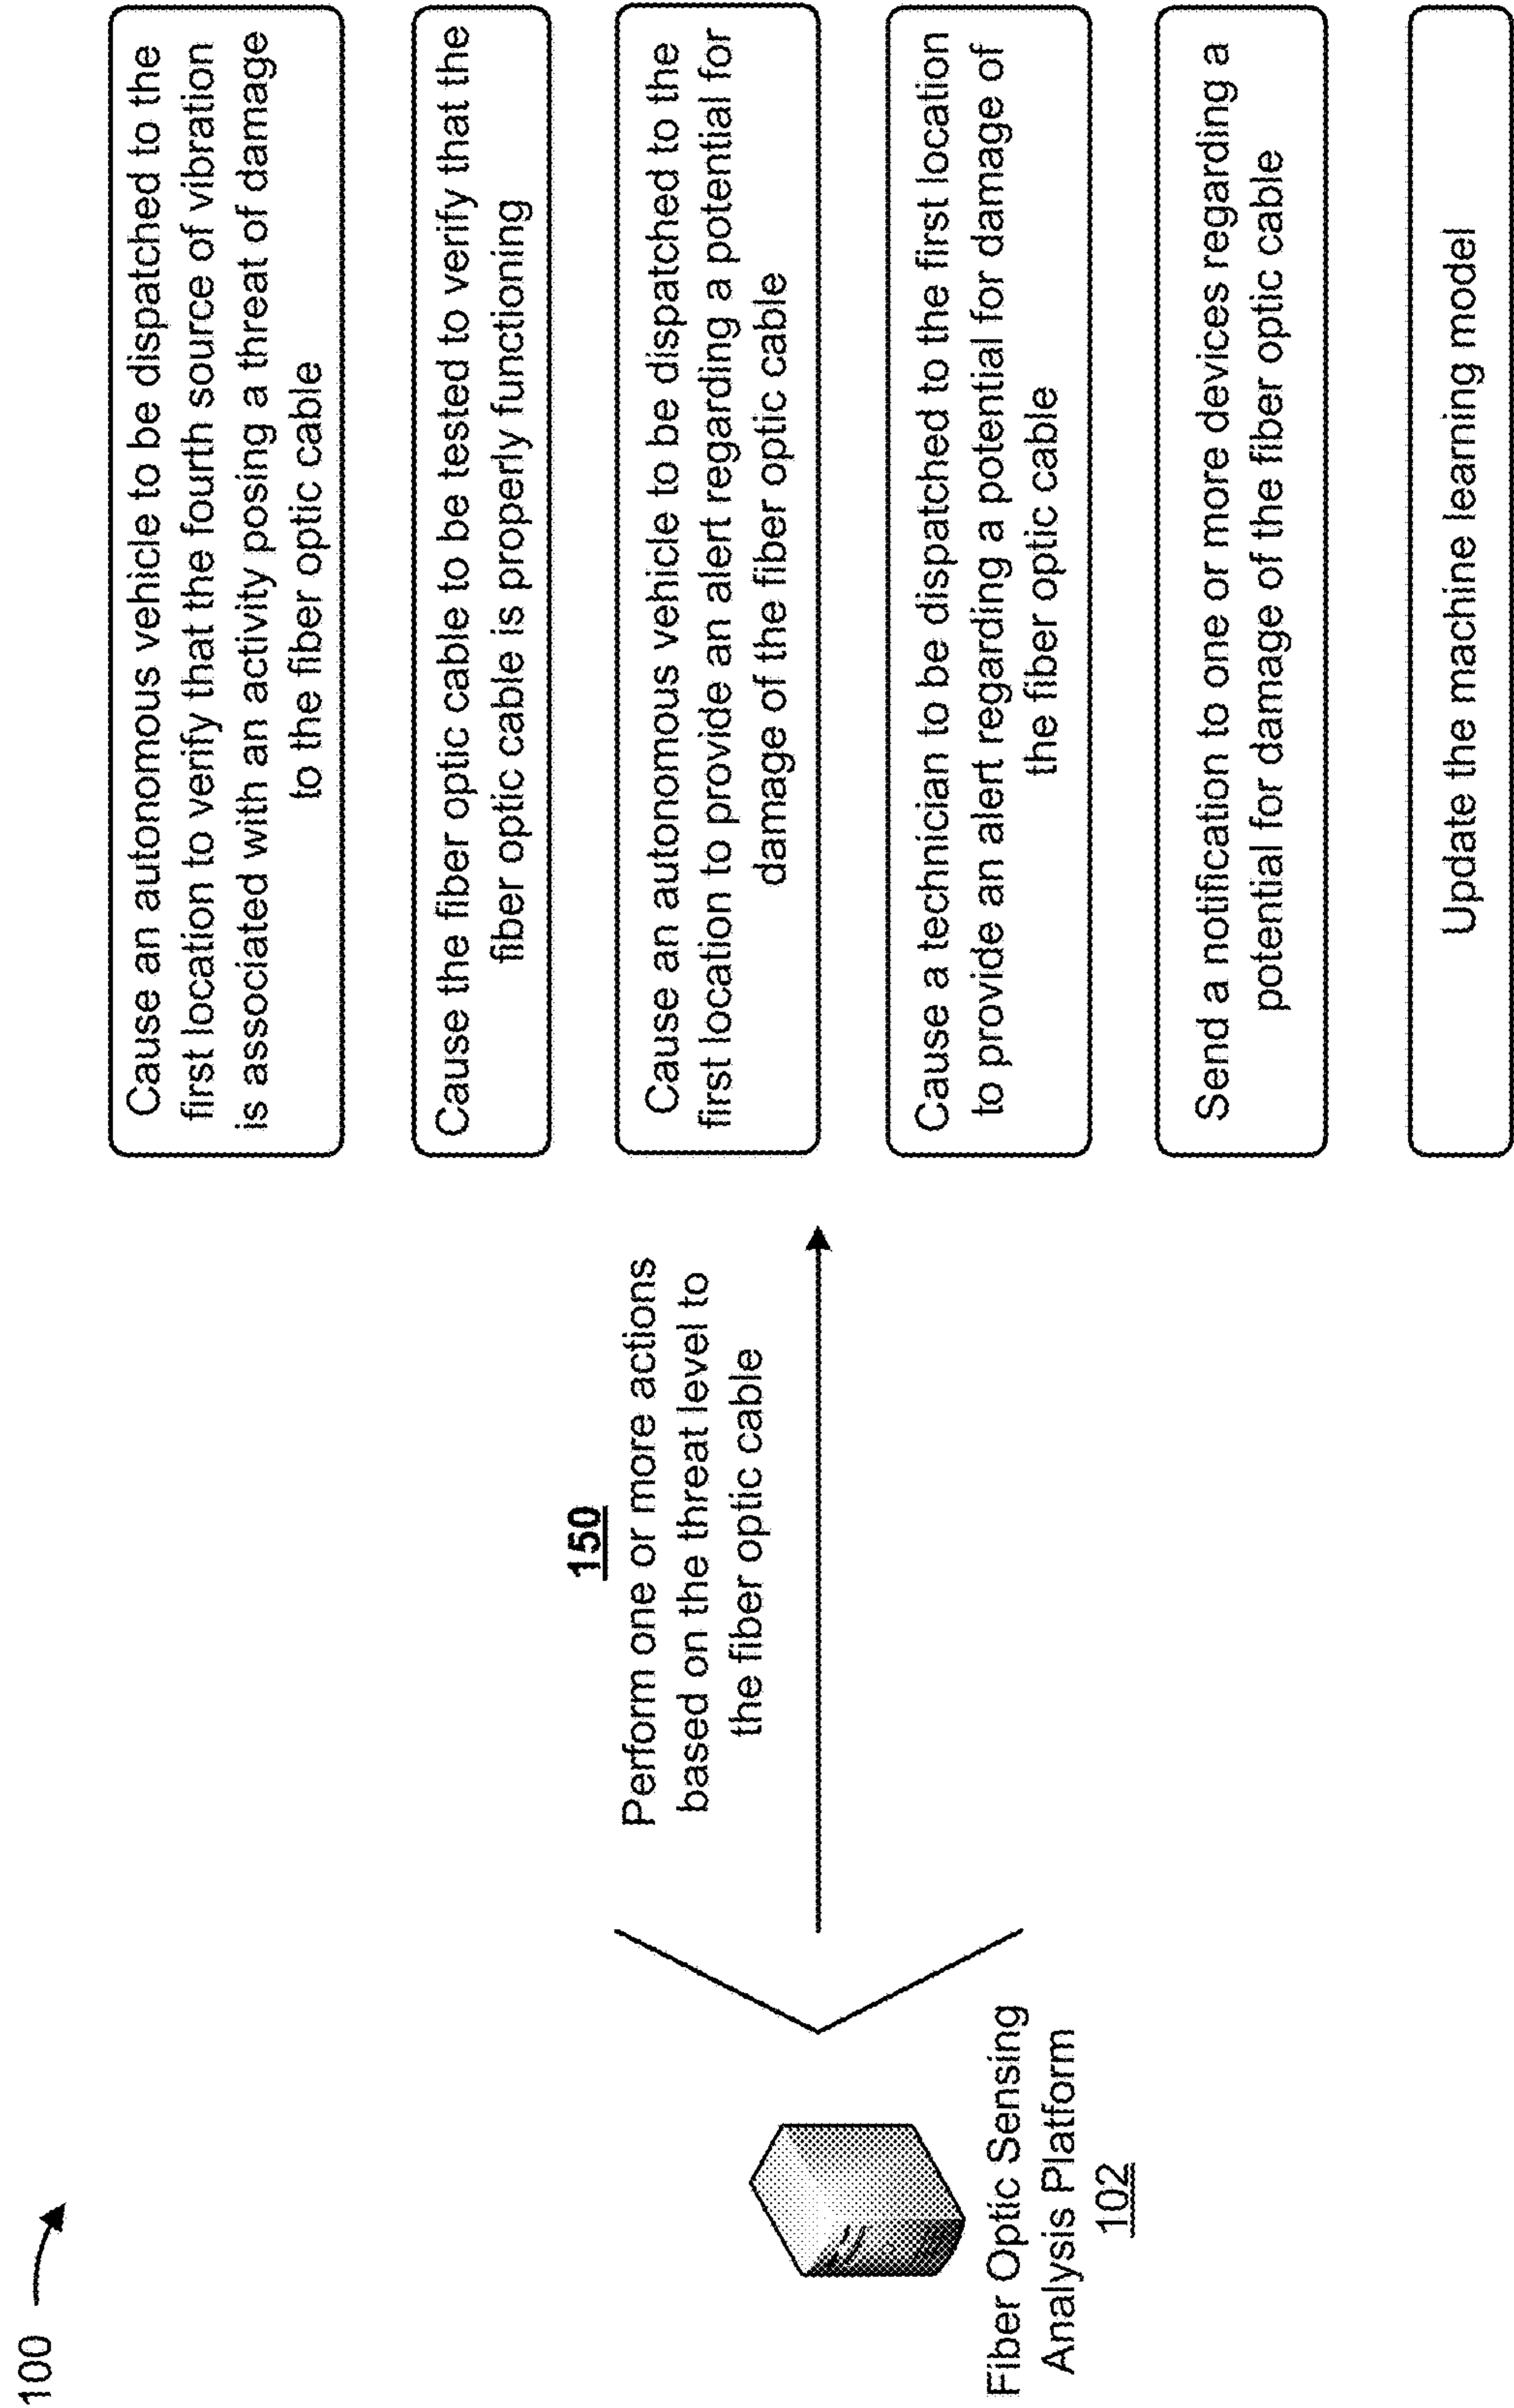 100
Fiber Optic Sensing
Analysis Platform
102
150
Perform one or more actions
based on the threat level to
the fiber optic cable
Cause an autonomous vehicle to be dispatched to the
first location to verify that the fourth source of vibration
is associated with an activity posing a threat of damage
to the fiber optic cable
Cause the fiber optic cable to be tested to verify that the
fiber optic cable is properly functioning
Cause an autonomous vehicle to be dispatched to the
first location to provide an alert regarding a potential for
damage of the fiber optic cable
Cause a technician to be dispatched to the first location
to provide an alert regarding a potential for damage of
the fiber optic cable
Send a notification to one or more devices regarding a
potential for damage of the fiber optic cable
Update the machine learning model